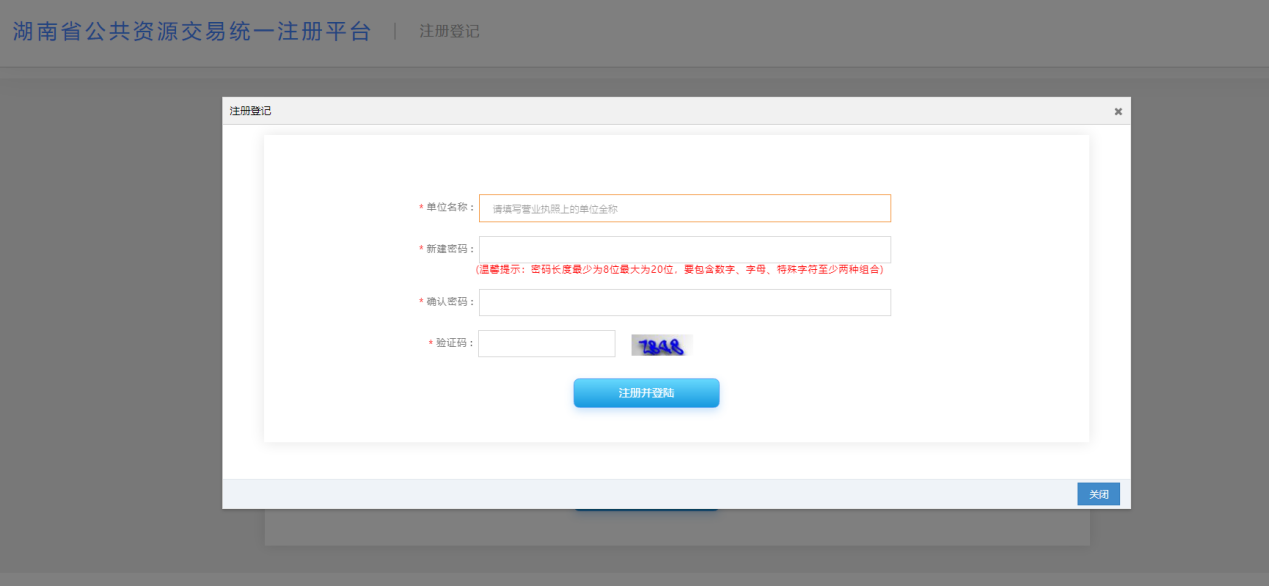 湖南省公共资源交易统一注册平台 | 注册登记
注册登记
* 单位名称： 请填写营业执照上的单位全称
* 新建密码：
(温馨提示：密码长度最少为8位最大为20位，要包含数字、字母、特殊字符至少两种组合)
* 确认密码：
* 验证码： 7848
注册并登陆
关闭